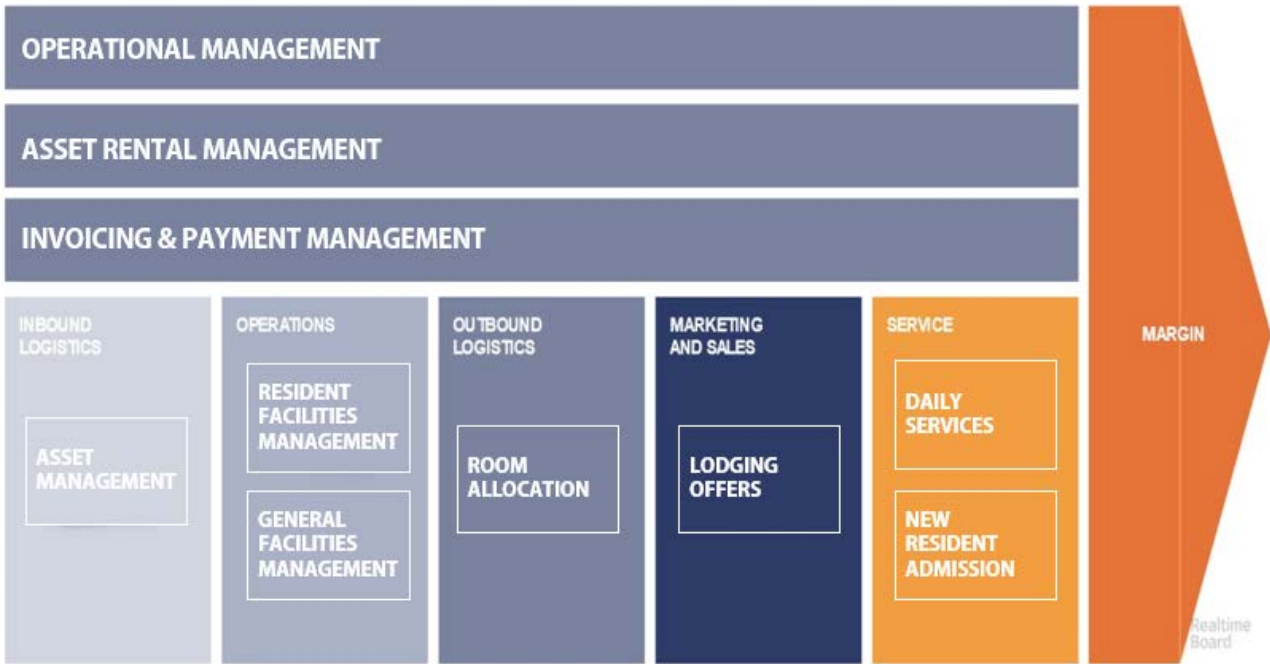 OPERATIONAL MANAGEMENT
ASSET RENTAL MANAGEMENT
INVOICING & PAYMENT MANAGEMENT
INBOUND
LOGISTICS
ASSET
MANAGEMENT
OPERATIONS
RESIDENT
FACILITIES
MANAGEMENT
GENERAL
FACILITIES
MANAGEMENT
OUTBOUND
LOGISTICS
ROOM
ALLOCATION
MARKETING
AND SALES
LODGING
OFFERS
SERVICE
DAILY
SERVICES
NEW
RESIDENT
ADMISSION
MARGIN
Realtime
Board